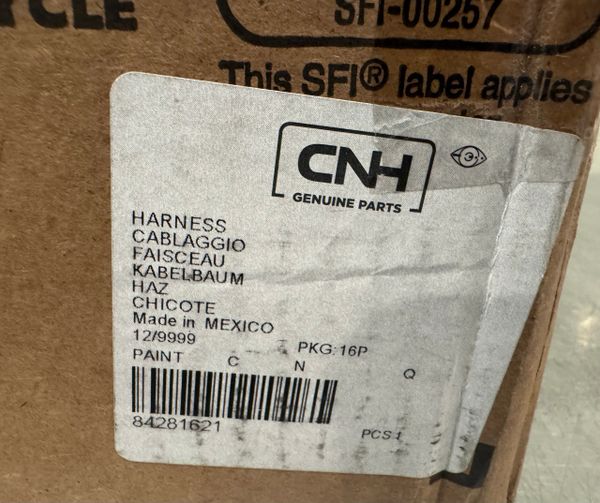 YCLE
SFI-00257
This SFI® label applies
CNH
GENUINE PARTS
HARNESS
CABLAGGIO
FAISCEAU
KABELBAUM
HAZ
CHICOTE
Made in MEXICO
12/9999 PKG:16P
PAINT C N Q
84281621
PCS 1